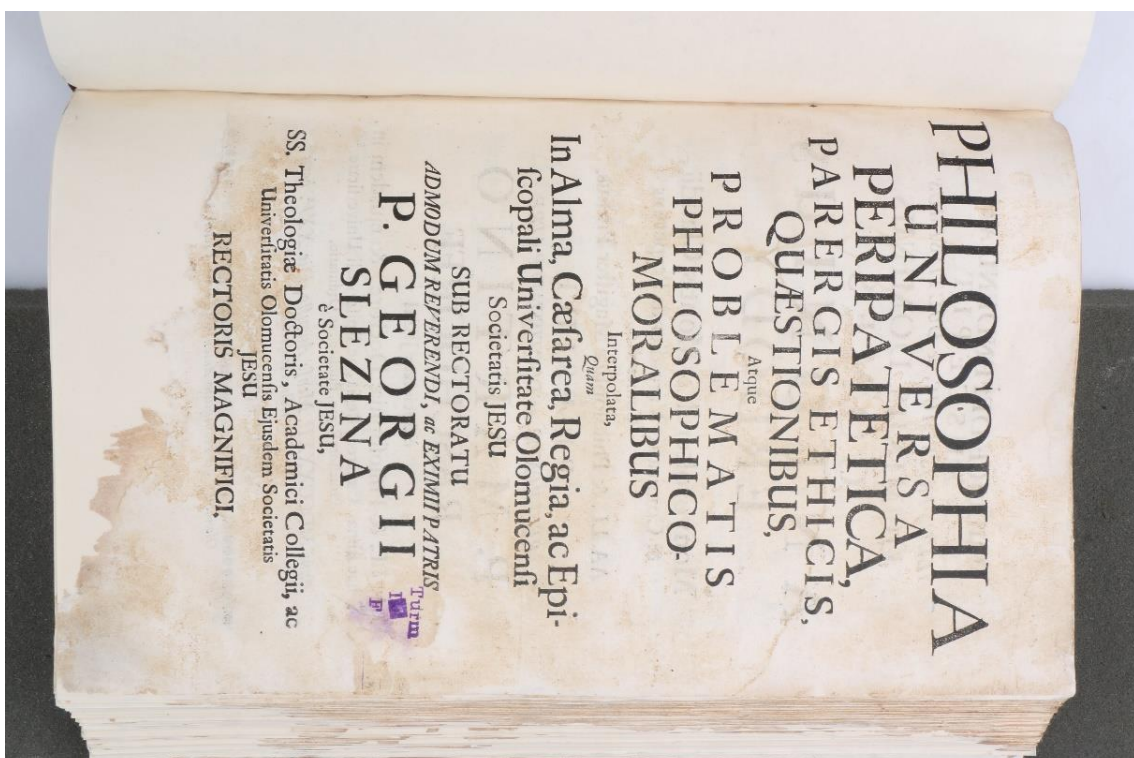 PHILOSOPHIA
UNIVERSA
PERIPATETICA,
PARERGIS ETHICIS,
QUÆSTIONIBUS,
Atque
PROBLEMATIS
PHILOSOPHICO-
MORALIBUS
Interpolata,
Quam
In Alma, Cæſarea, Regia, ac Epi-
ſcopali Univerſitate Olomucenſi
Societatis JESU
SUB RECTORATU
ADMODUM REVERENDI, ac EXIMII PATRIS
P. GEORGII
SLEZINA
è Societate JESU,
SS. Theologiæ Doctoris, Academici Collegii, ac
Univerſitatis Olomucenſis Ejusdem Societatis
JESU
RECTORIS MAGNIFICI,
Turm
F